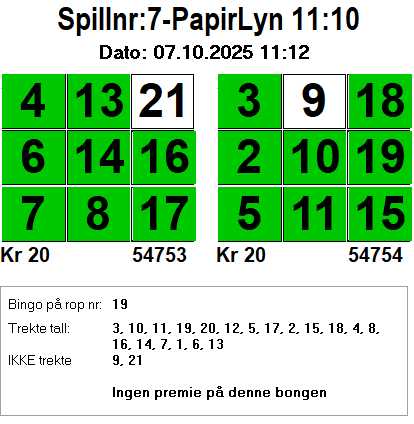 Spillnr:7-PapirLyn 11:10
Dato: 07.10.2025 11:12
4 13 21 3 9 18
6 14 16 2 10 19
7 8 17 5 11 15
Kr 20 54753 Kr 20 54754
Bingo på rop nr: 19
Trekte tall: 3, 10, 11, 19, 20, 12, 5, 17, 2, 15, 18, 4, 8,
16, 14, 7, 1, 6, 13
IKKE trekte 9, 21
Ingen premie på denne bongen